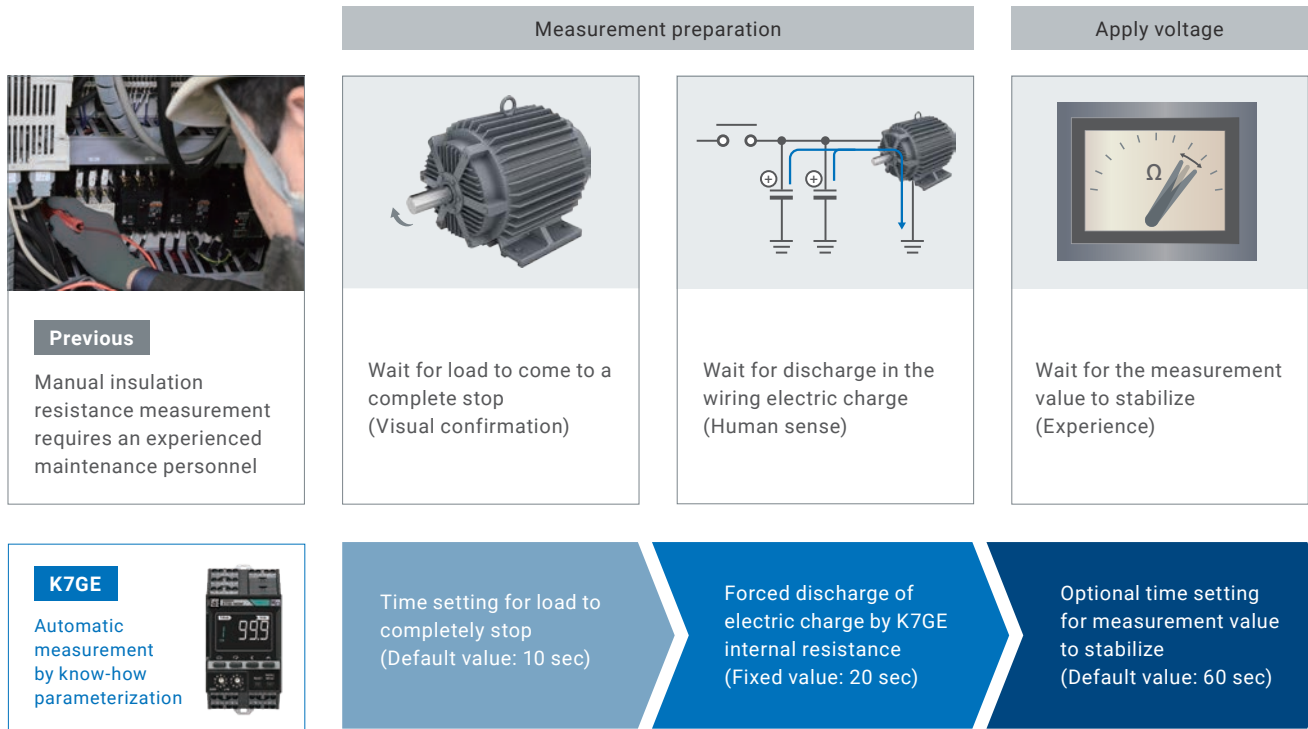 Measurement preparation
Apply voltage
Previous
Manual insulation
resistance measurement
requires an experienced
maintenance personnel
Wait for load to come to a
complete stop
(Visual confirmation)
+
+
Wait for discharge in the
wiring electric charge
(Human sense)
Ω
Wait for the measurement
value to stabilize
(Experience)
K7GE
Automatic
measurement
by know-how
parameterization
99.9
Time setting for load to
completely stop
(Default value: 10 sec)
Forced discharge of
electric charge by K7GE
internal resistance
(Fixed value: 20 sec)
Optional time setting
for measurement value
to stabilize
(Default value: 60 sec)